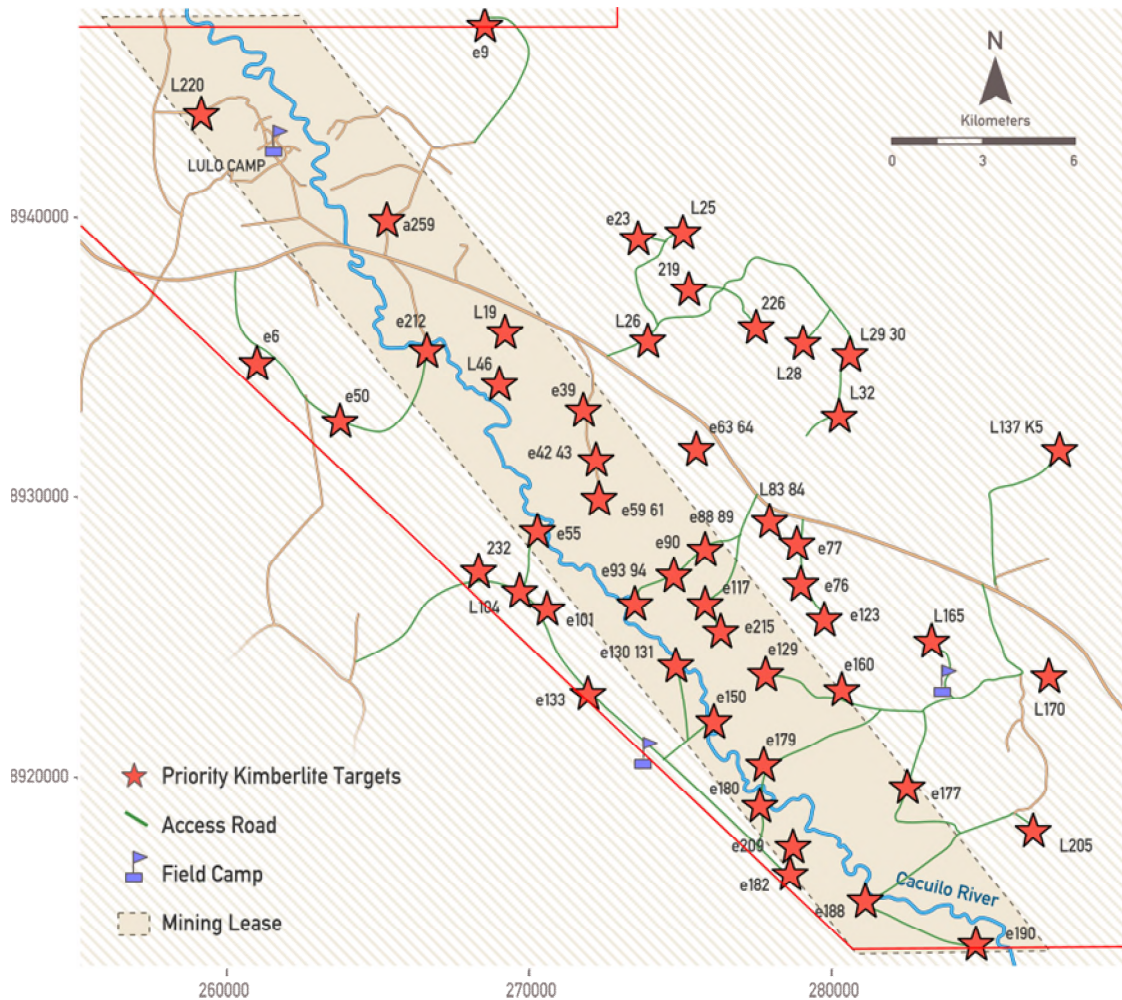 e9
N
L220
Kilometers
LULO CAMP
0
3
6
8940000
a259
e23
L25
219
226
L19
L26
L29 30
e212
L28
e6
L46
L32
e50
e39
e63 64
L137 K5
e42 43
8930000
L83 84
e59 61
e88 89
e55
e90
e77
232
e93 94
e117
e76
L104
e101
e215
e123
L165
e130 131
e129
e160
e133
e150
L170
8920000
Priority Kimberlite Targets
e179
e180
e177
Access Road
e209
L205
Field Camp
e182
Cacuilo River
e188
Mining Lease
e190
260000
270000
280000